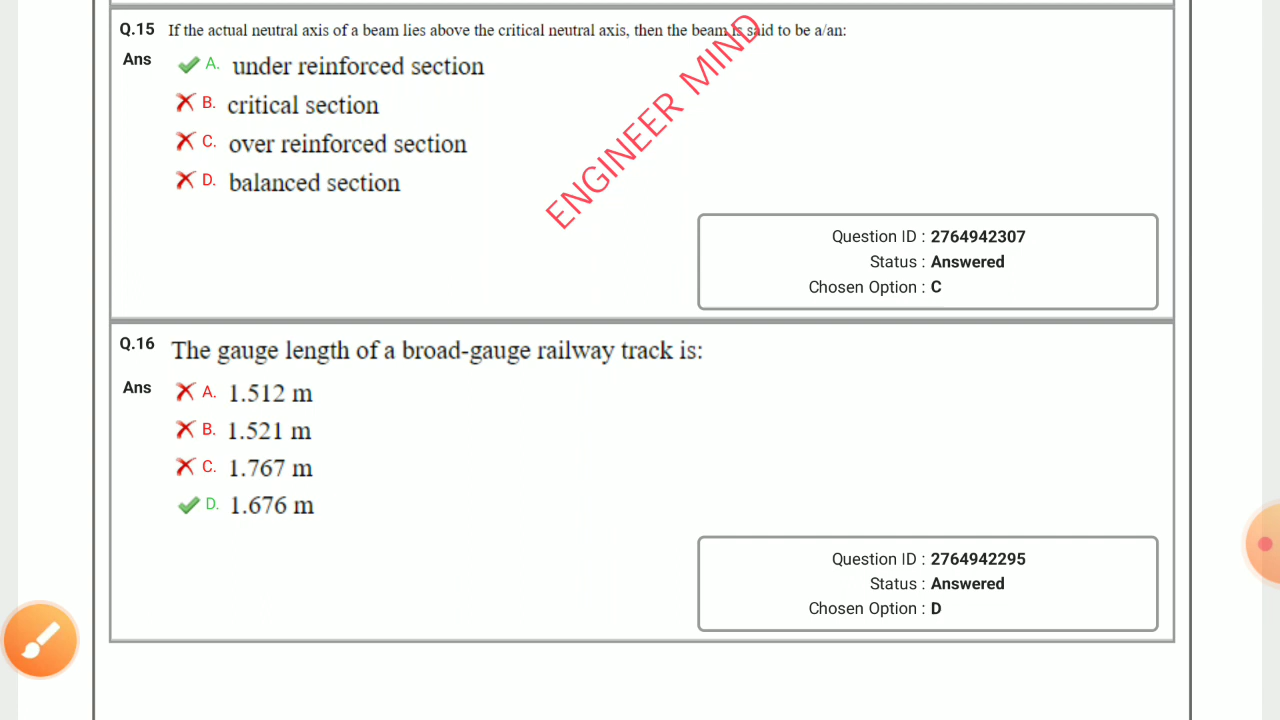 Q.15 If the actual neutral axis of a beam lies above the critical neutral axis, then the beam is said to be a/an:
Ans A. under reinforced section
B. critical section
C. over reinforced section
D. balanced section
ENGINEER MIND
Question ID : 2764942307
Status : Answered
Chosen Option : C
Q.16 The gauge length of a broad-gauge railway track is:
Ans A. 1.512 m
B. 1.521 m
C. 1.767 m
D. 1.676 m
Question ID : 2764942295
Status : Answered
Chosen Option : D